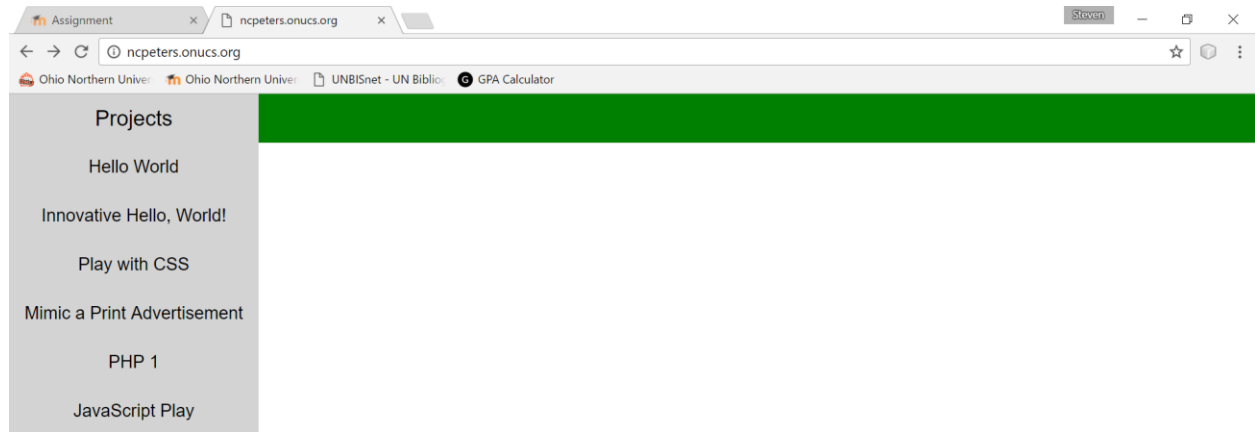 Assignment
ncpeters.onucs.org
Steven
ncpeters.onucs.org
Ohio Northern Univer
Ohio Northern Univer
UNBISnet - UN Biblio
G GPA Calculator
Projects
Hello World
Innovative Hello, World!
Play with CSS
Mimic a Print Advertisement
PHP 1
JavaScript Play